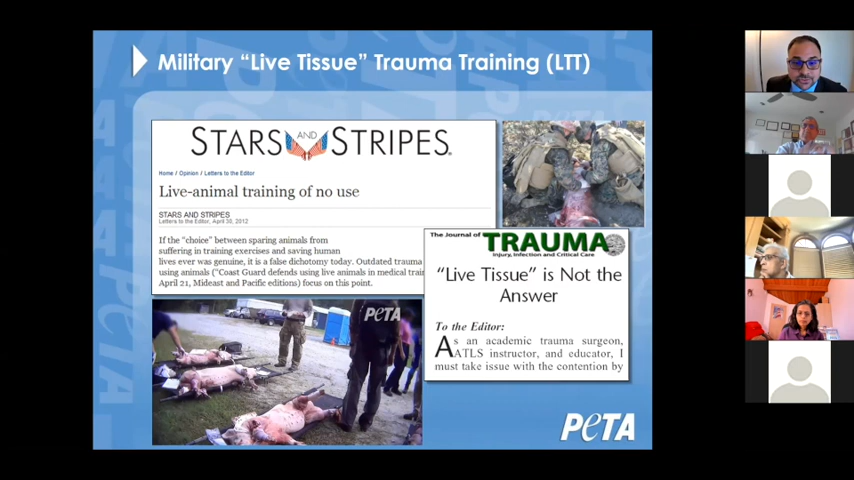 Military “Live Tissue” Trauma Training (LTT)
STARS AND STRIPES®
Home / Opinion / Letters to the Editor
Live-animal training of no use
STARS AND STRIPES
Letters to the Editor, April 30, 2012
If the "choice" between sparing animals from
suffering in training exercises and saving human
lives ever was genuine, it is a false dichotomy today. Outdated trauma
using animals ("Coast Guard defends using live animals in medical
April 21, Mideast and Pacific editions) focus on this point.
The Journal of TRAUMA
Injury, Infection and Critical Care
“Live Tissue” is Not the
Answer
To the Editor:
As an academic trauma surgeon,
ATLS instructor, and educator, I
must take issue with the contention by
PETA
PETA